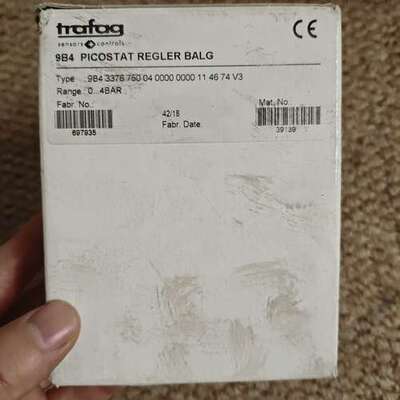 trafag
sensors controls
9B4 PICOSTAT REGLER BALG
Type : 9B4 3376 750 04 0000 0000 11 46 74 V3
Range : 0...4BAR
Fabr. No.: 42/18 Mat. No.
697935 Fabr. Date. 39139
CE